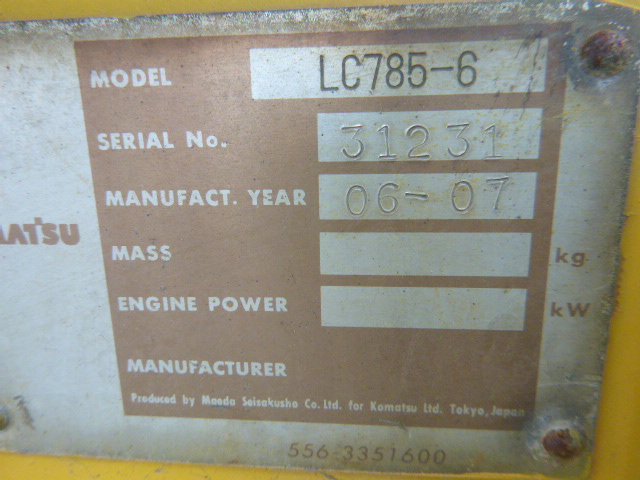 MODEL LC785-6
SERIAL No. 31231
MANUFACT. YEAR 06-07
ATSU
MASS kg
ENGINE POWER kW
MANUFACTURER
Produced by Maeda Seisakusho Co. Ltd. for Komatsu Ltd. Tokyo, Japan
556-3351600